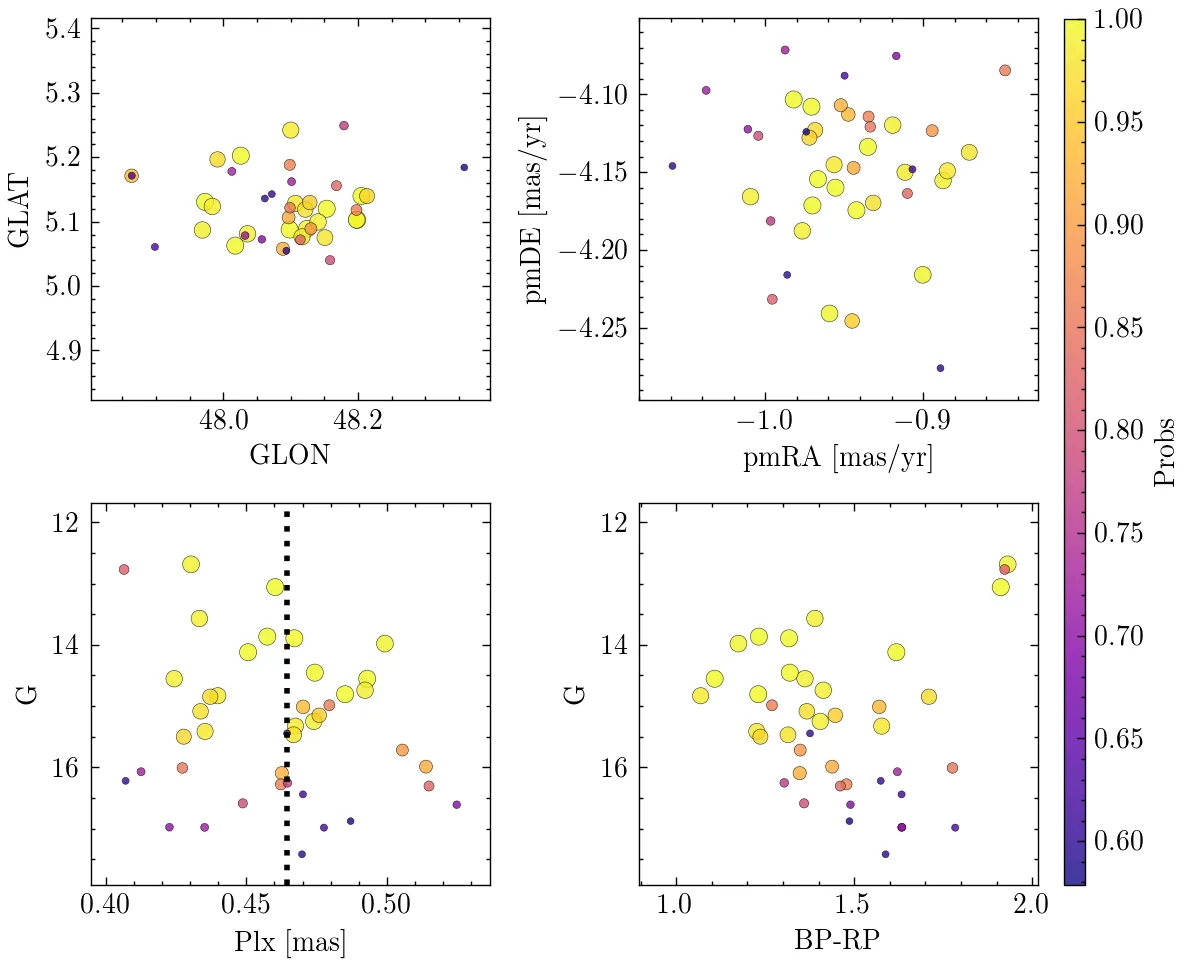 5.4
5.3
5.2
5.1
5.0
4.9
GLAT
48.0 48.2
GLON
−4.10
−4.15
−4.20
−4.25
pmDE [mas/yr]
−1.0 −0.9
pmRA [mas/yr]
12
14
16
G
0.40 0.45 0.50
Plx [mas]
12
14
16
G
1.0 1.5 2.0
BP-RP
1.00
0.95
0.90
0.85
0.80
0.75
0.70
0.65
0.60
Probs